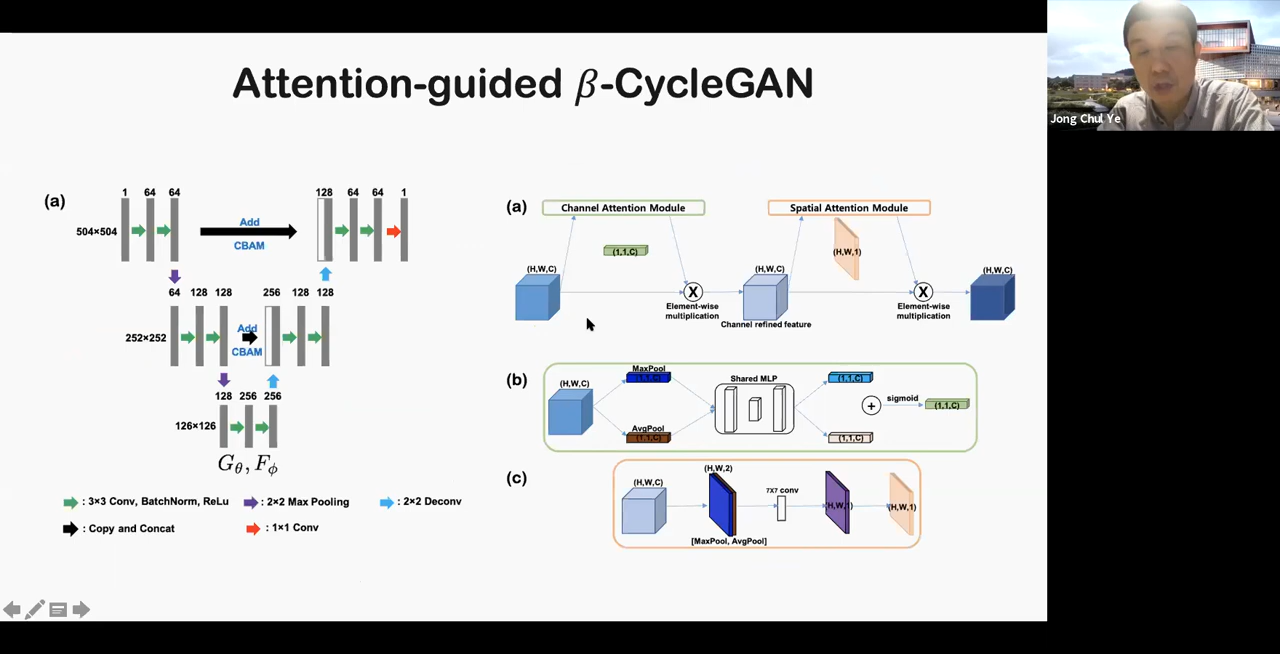 Attention-guided β-CycleGAN
Jong Chul Ye
(a)
1 64 64
128 64 64 1
504×504
Add
CBAM
64 128 128
256 128 128
252×252
Add
CBAM
128 256 256
126×126
Gθ, Fϕ
: 3×3 Conv, BatchNorm, ReLu
: 2×2 Max Pooling
: 2×2 Deconv
: Copy and Concat
: 1×1 Conv
(a)
Channel Attention Module
Spatial Attention Module
(1,1,C)
(H,W,1)
(H,W,C)
(H,W,C)
(H,W,C)
X
X
Element-wise
multiplication
Channel refined feature
Element-wise
multiplication
(b)
(H,W,C)
MaxPool
(1,1,C)
AvgPool
(1,1,C)
Shared MLP
(1,1,C)
(1,1,C)
+
sigmoid
(1,1,C)
(c)
(H,W,C)
(H,W,2)
[MaxPool, AvgPool]
7X7 conv
(H,W,1)
(H,W,1)